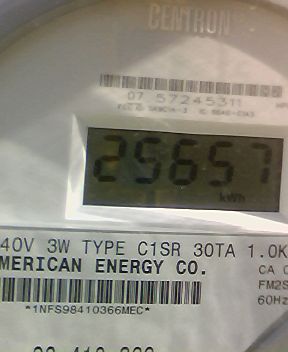 CENTRON
07 57245311
25657
kWh
40V 3W TYPE C1SR 30TA 1.0K
MERICAN ENERGY CO.
CA 0
FM2S
60Hz
*1NFS98410366MEC*